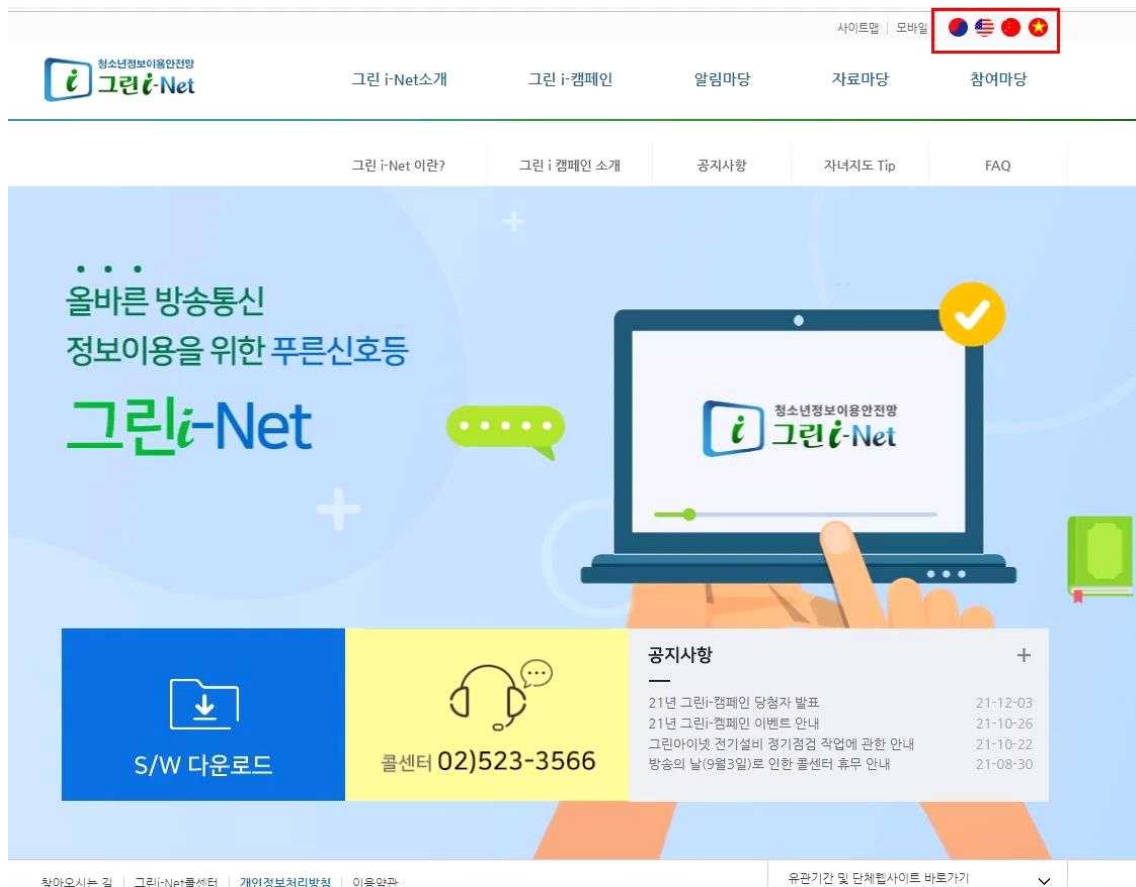 사이트맵 모바일
청소년정보이용안전망
그린i-Net
그린 i-Net소개 그린 i-캠페인 알림마당 자료마당 참여마당
그린 i-Net 이란? 그린 i 캠페인 소개 공지사항 자녀지도 Tip FAQ
올바른 방송통신
정보이용을 위한 푸른신호등
그린i-Net
청소년정보이용안전망
그린i-Net
S/W 다운로드
콜센터 02)523-3566
공지사항 +
21년 그린i-캠페인 당첨자 발표 21-12-03
21년 그린i-캠페인 이벤트 안내 21-10-26
그린아이넷 전기설비 정기점검 작업에 관한 안내 21-10-22
방송의 날(9월3일)로 인한 콜센터 휴무 안내 21-08-30
찾아오시는 길 그린i-Net콜센터 개인정보처리방침 이용약관
유관기간 및 단체웹사이트 바로가기